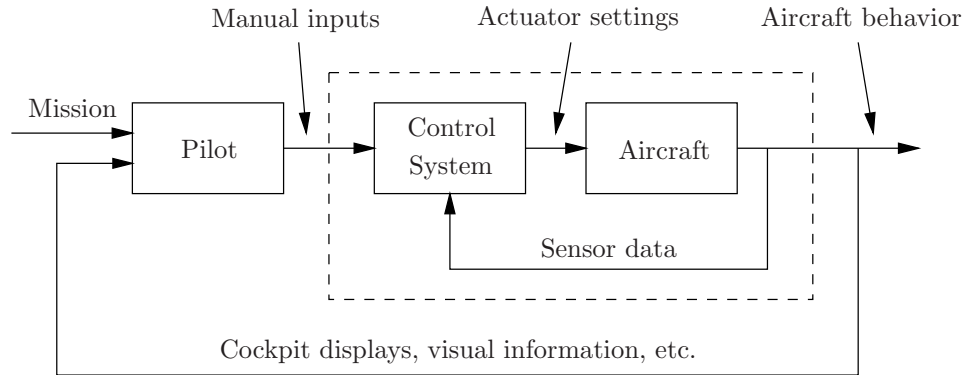 Manual inputs
Actuator settings
Aircraft behavior
Mission
Pilot
Control
System
Aircraft
Sensor data
Cockpit displays, visual information, etc.